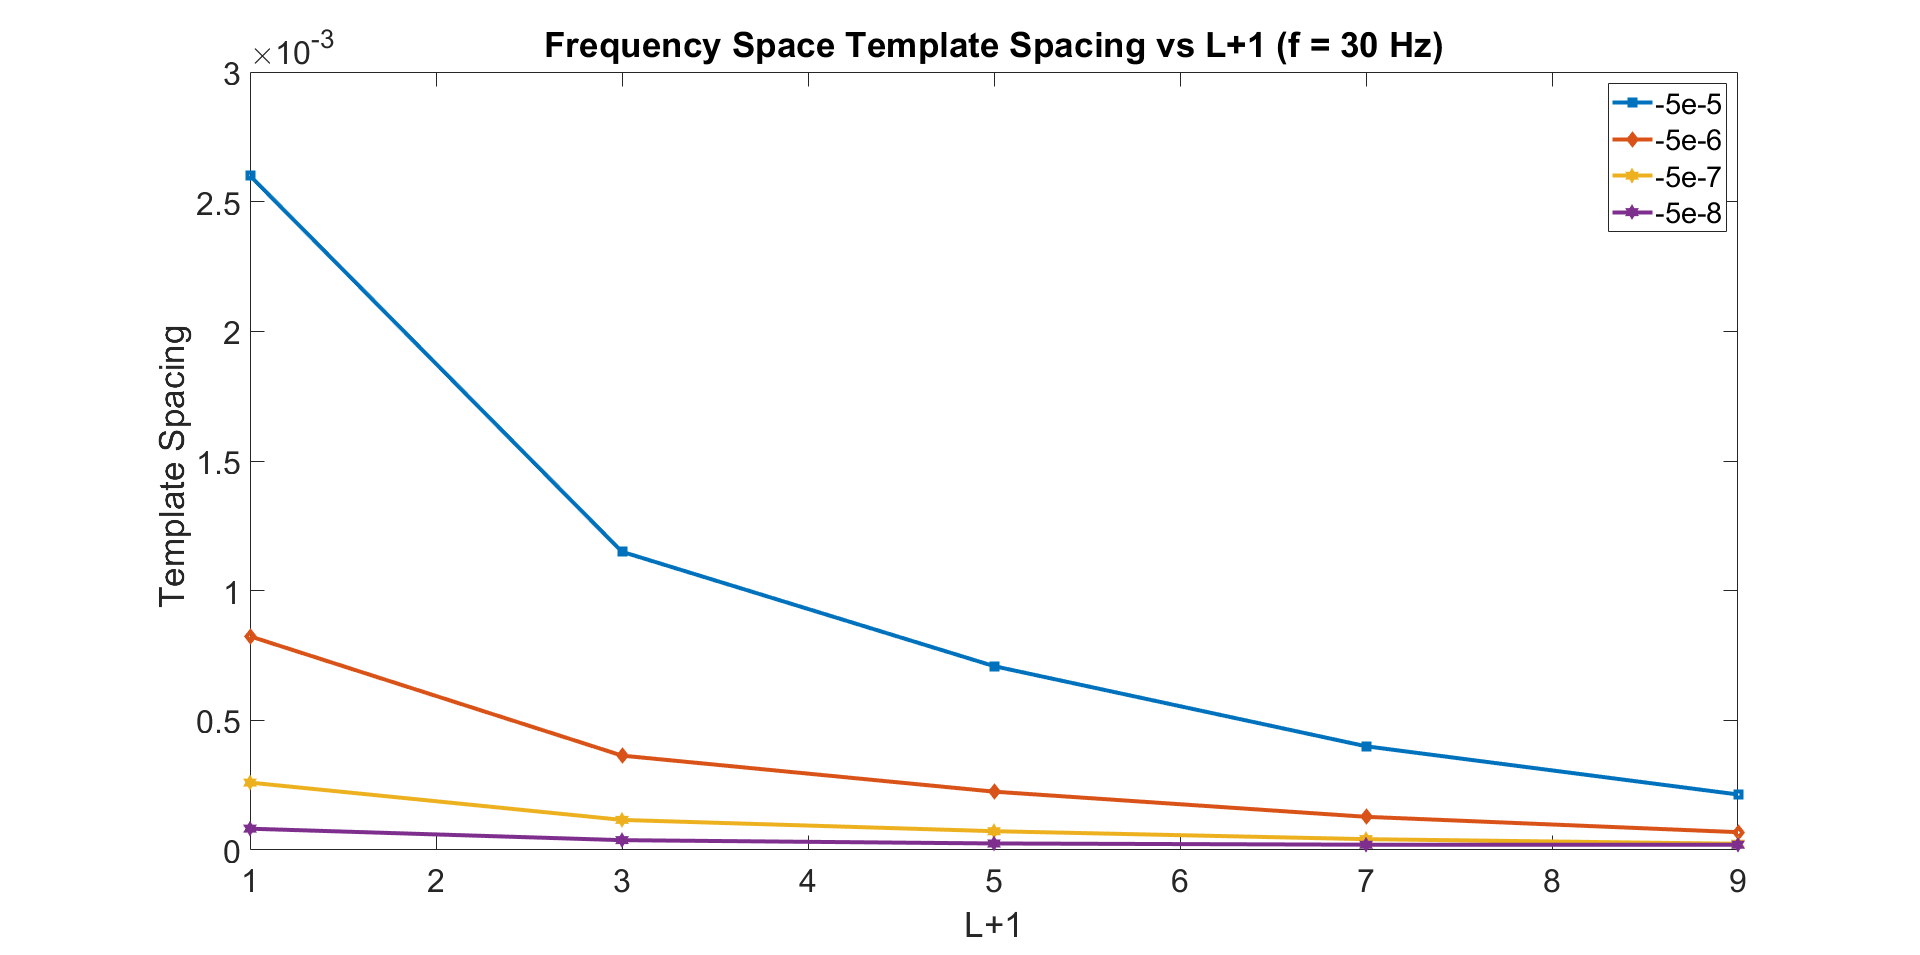 Frequency Space Template Spacing vs L+1 (f = 30 Hz)
×10-3
3
2.5
2
1.5
1
0.5
0
Template Spacing
1 2 3 4 5 6 7 8 9
L+1
-5e-5
-5e-6
-5e-7
-5e-8